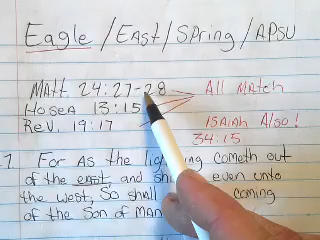 Eagle / East / Spring / APSU
Matt 24:27-28 All Match
Hosea 13:15
Rev. 19:17 Isaiah Also!
34:15
7 For as the cometh out
of the east and even unto
the west, So shall coming
of the Son of man